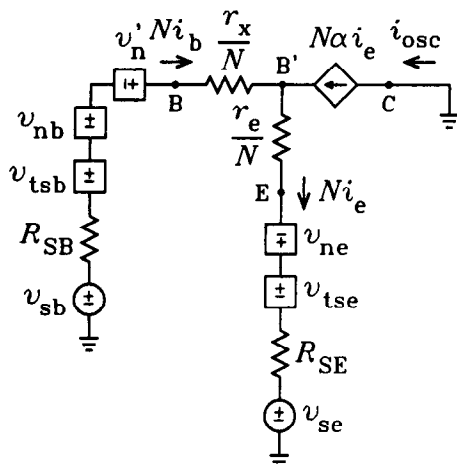 v'n Nib rx/N B' Nαie iosc
B C
vnb re/N
vtsb E Nie
RSB vne
vsb vtse
RSE
vse